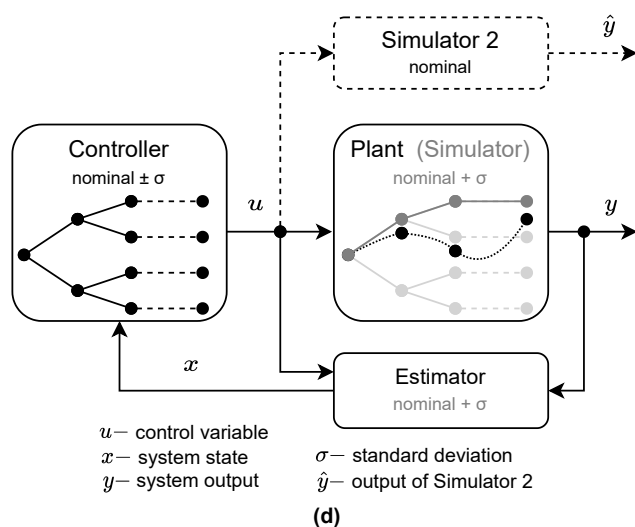 Simulator 2
nominal
ŷ
Controller
nominal ± σ
u
Plant (Simulator)
nominal + σ
y
x
Estimator
nominal + σ
u– control variable
x– system state
y– system output
σ– standard deviation
ŷ– output of Simulator 2
(d)